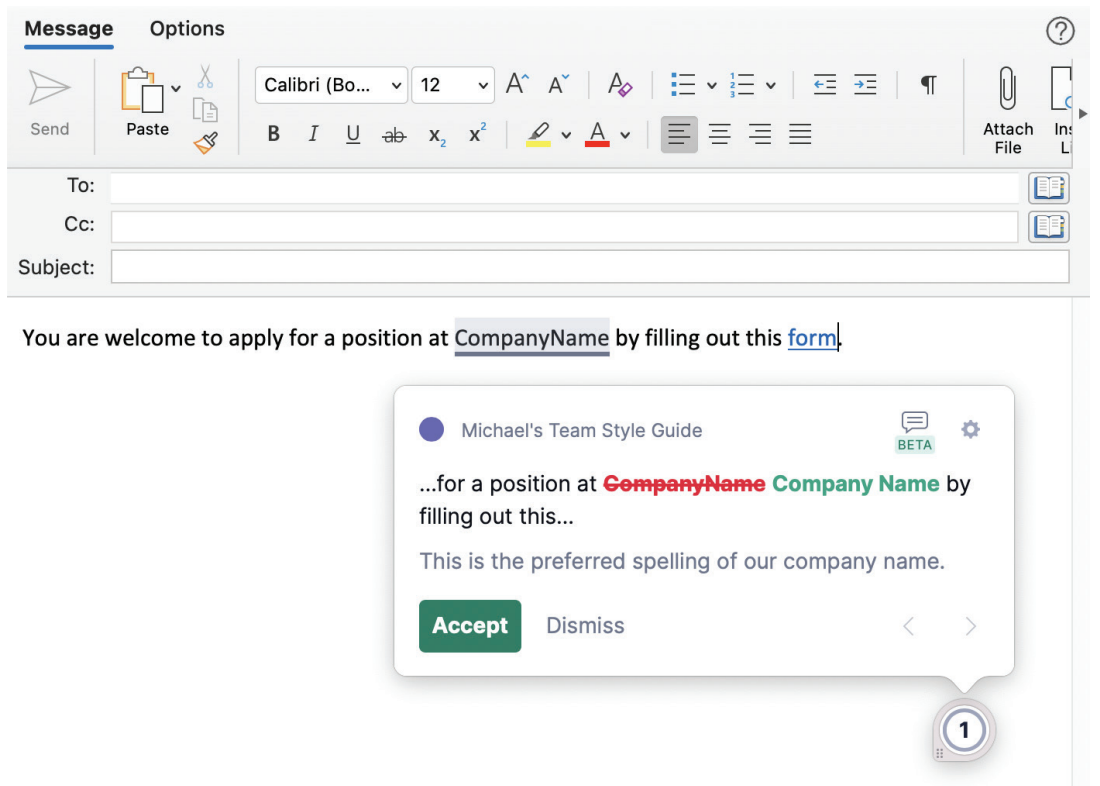 Message Options
Send
Paste
Calibri (Bo... 12
B I U ab x₂ x²
A
Attach
File
To:
Cc:
Subject:
You are welcome to apply for a position at CompanyName by filling out this form.
Michael's Team Style Guide
BETA
...for a position at CompanyName Company Name by
filling out this...
This is the preferred spelling of our company name.
Accept Dismiss
1